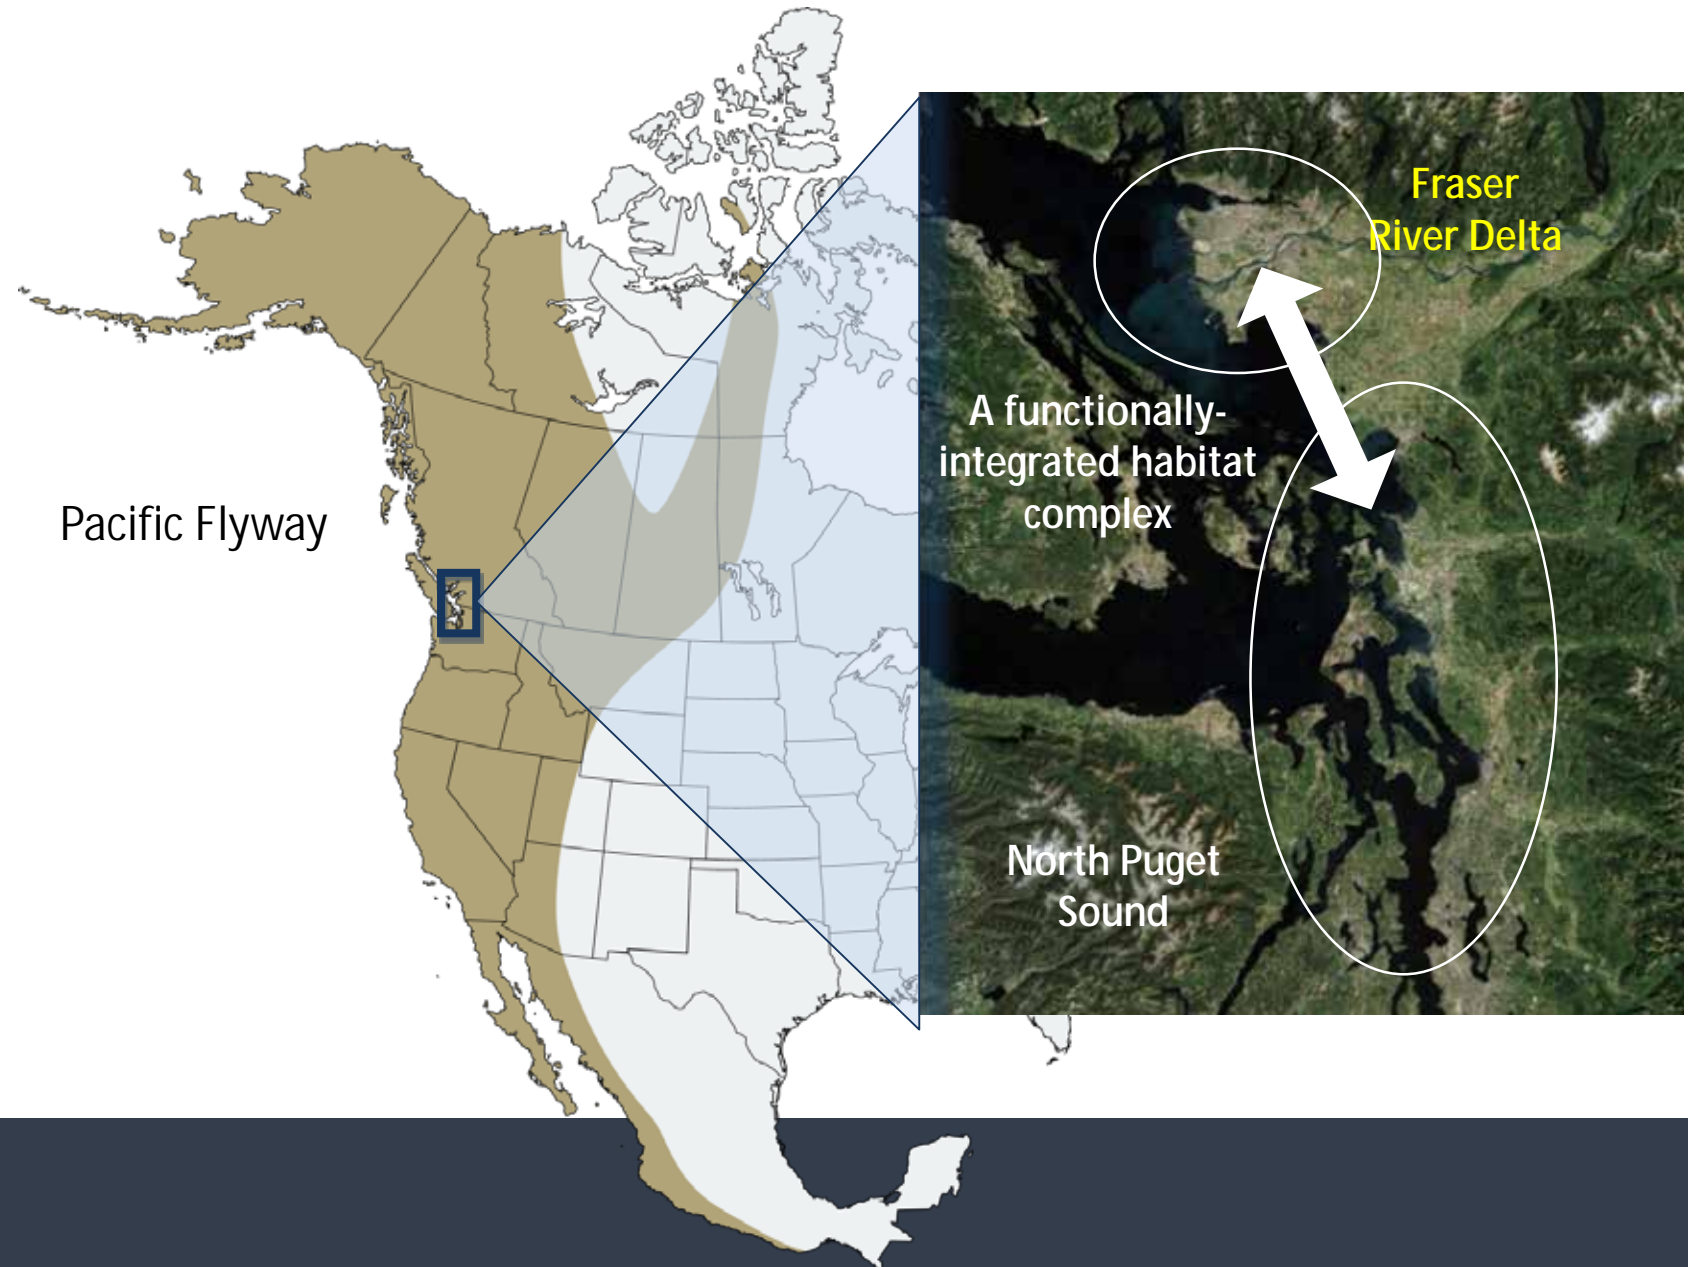 Pacific Flyway
Fraser
River Delta
A functionally-
integrated habitat
complex
North Puget
Sound